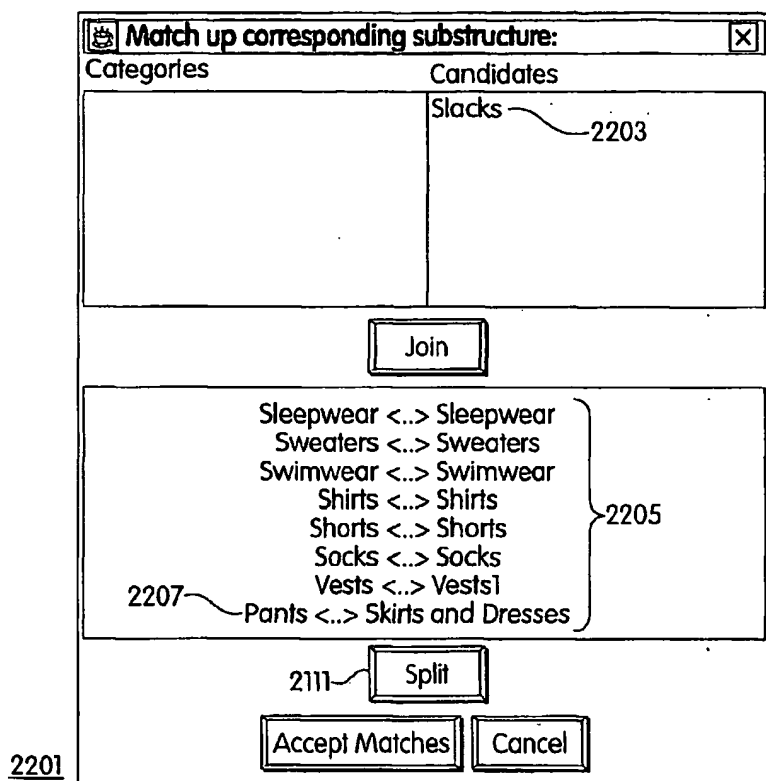 Match up corresponding substructure:
Categories
Candidates
Slacks
2203
Join
Sleepwear <..> Sleepwear
Sweaters <..> Sweaters
Swimwear <..> Swimwear
Shirts <..> Shirts
Shorts <..> Shorts
Socks <..> Socks
Vests <..> Vests1
Pants <..> Skirts and Dresses
2205
2207
2111
Split
Accept Matches
Cancel
2201